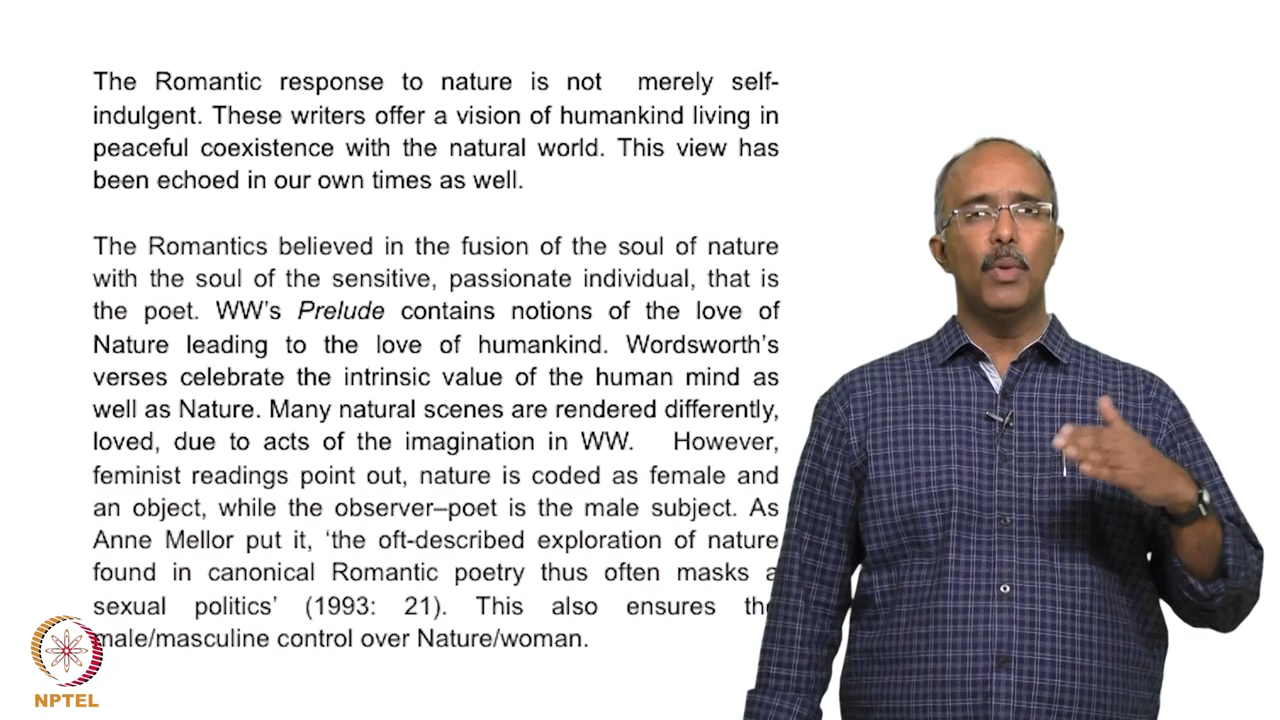 The Romantic response to nature is not merely self-
indulgent. These writers offer a vision of humankind living in
peaceful coexistence with the natural world. This view has
been echoed in our own times as well.
The Romantics believed in the fusion of the soul of nature
with the soul of the sensitive, passionate individual, that is
the poet. WW's Prelude contains notions of the love of
Nature leading to the love of humankind. Wordsworth's
verses celebrate the intrinsic value of the human mind as
well as Nature. Many natural scenes are rendered differently,
loved, due to acts of the imagination in WW. However,
feminist readings point out, nature is coded as female and
an object, while the observer–poet is the male subject. As
Anne Mellor put it, ‘the oft-described exploration of nature
found in canonical Romantic poetry thus often masks a
sexual politics’ (1993: 21). This also ensures the
male/masculine control over Nature/woman.
NPTEL